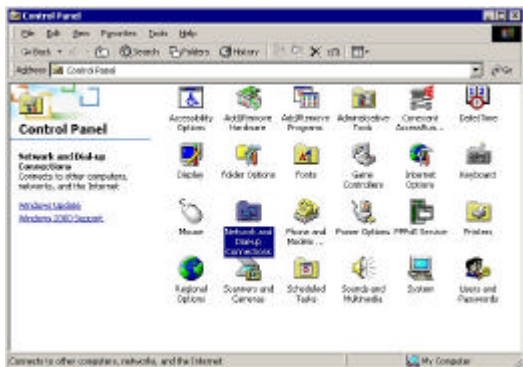 Control Panel
File Edit View Favorites Tools Help
Back Search Folders History
Address Control Panel Go
Control Panel
Network and Dial-up
Connections
Connects to other computers,
networks, and the Internet
Windows Update
Windows 2000 Support
Accessibility
Options
Add/Remove
Hardware
Add/Remove
Programs
Administrative
Tools
Date/Time
Display
Folder Options
Fonts
Game
Controllers
Internet
Options
Keyboard
Mouse
Network and
Dial-up
Connections
Phone and
Modem ...
Power Options
Printers
Regional
Options
Scanners and
Cameras
Scheduled
Tasks
Sounds and
Multimedia
System
Users and
Passwords
Connects to other computers, networks, and the Internet
My Computer